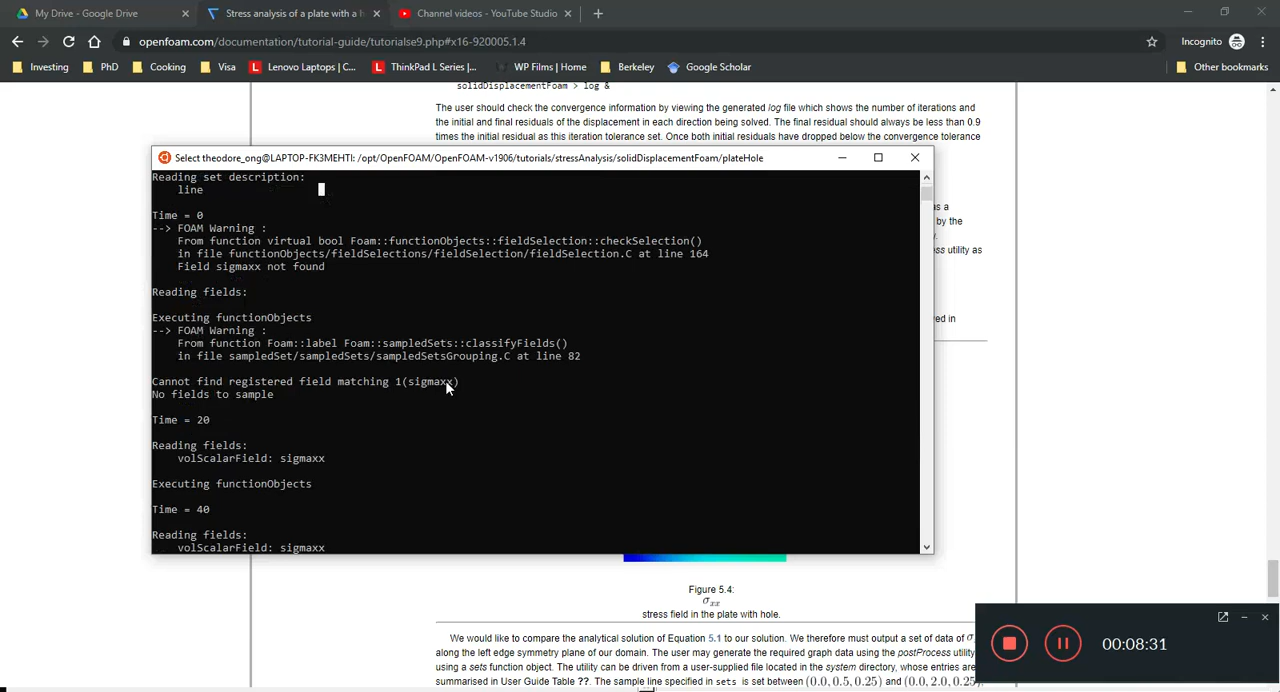 My Drive - Google Drive
Stress analysis of a plate with a h
Channel videos - YouTube Studio
openfoam.com/documentation/tutorial-guide/tutorialse9.php#x16-920005.1.4
Incognito
Investing
PhD
Cooking
Visa
Lenovo Laptops | C...
ThinkPad L Series |...
WP Films | Home
Berkeley
Google Scholar
Other bookmarks
solidDisplacementFoam > log &
The user should check the convergence information by viewing the generated log file which shows the number of iterations and
the initial and final residuals of the displacement in each direction being solved. The final residual should always be less than 0.9
times the initial residual as this iteration tolerance set. Once both initial residuals have dropped below the convergence tolerance
Select theodore_ong@LAPTOP-FK3MEHTI: /opt/OpenFOAM/OpenFOAM-v1906/tutorials/stressAnalysis/solidDisplacementFoam/plateHole
Reading set description:
line
Time = 0
--> FOAM Warning :
From function virtual bool Foam::functionObjects::fieldSelection::checkSelection()
in file functionObjects/fieldSelections/fieldSelection/fieldSelection.C at line 164
Field sigmaxx not found
Reading fields:
Executing functionObjects
--> FOAM Warning :
From function Foam::label Foam::sampledSets::classifyFields()
in file sampledSet/sampledSets/sampledSetsGrouping.C at line 82
Cannot find registered field matching 1(sigmaxx)
No fields to sample
Time = 20
Reading fields:
volScalarField: sigmaxx
Executing functionObjects
Time = 40
Reading fields:
volScalarField: sigmaxx
as a
by the
utility as
ved in
Figure 5.4:
σxx
stress field in the plate with hole.
We would like to compare the analytical solution of Equation 5.1 to our solution. We therefore must output a set of data of σ
along the left edge symmetry plane of our domain. The user may generate the required graph data using the postProcess utility
using a sets function object. The utility can be driven from a user-supplied file located in the system directory, whose entries are
summarised in User Guide Table ??. The sample line specified in sets is set between (0.0, 0.5, 0.25) and (0.0, 2.0, 0.25)
00:08:31